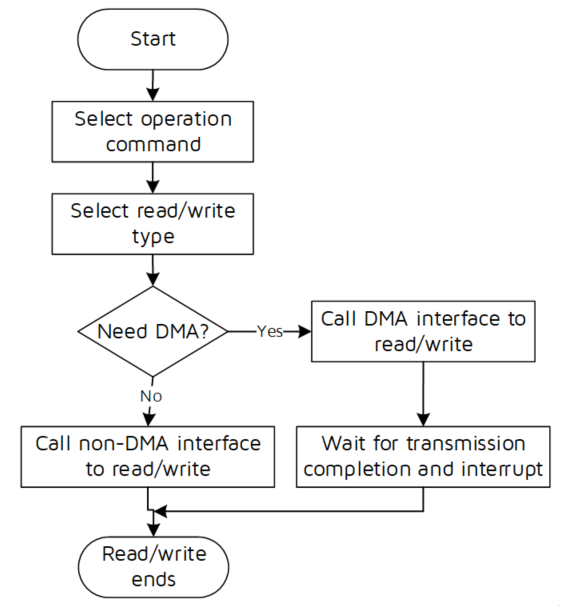 Start
Select operation
command
Select read/write
type
Need DMA?
Yes
Call DMA interface to
read/write
No
Call non-DMA interface
to read/write
Wait for transmission
completion and interrupt
Read/write
ends